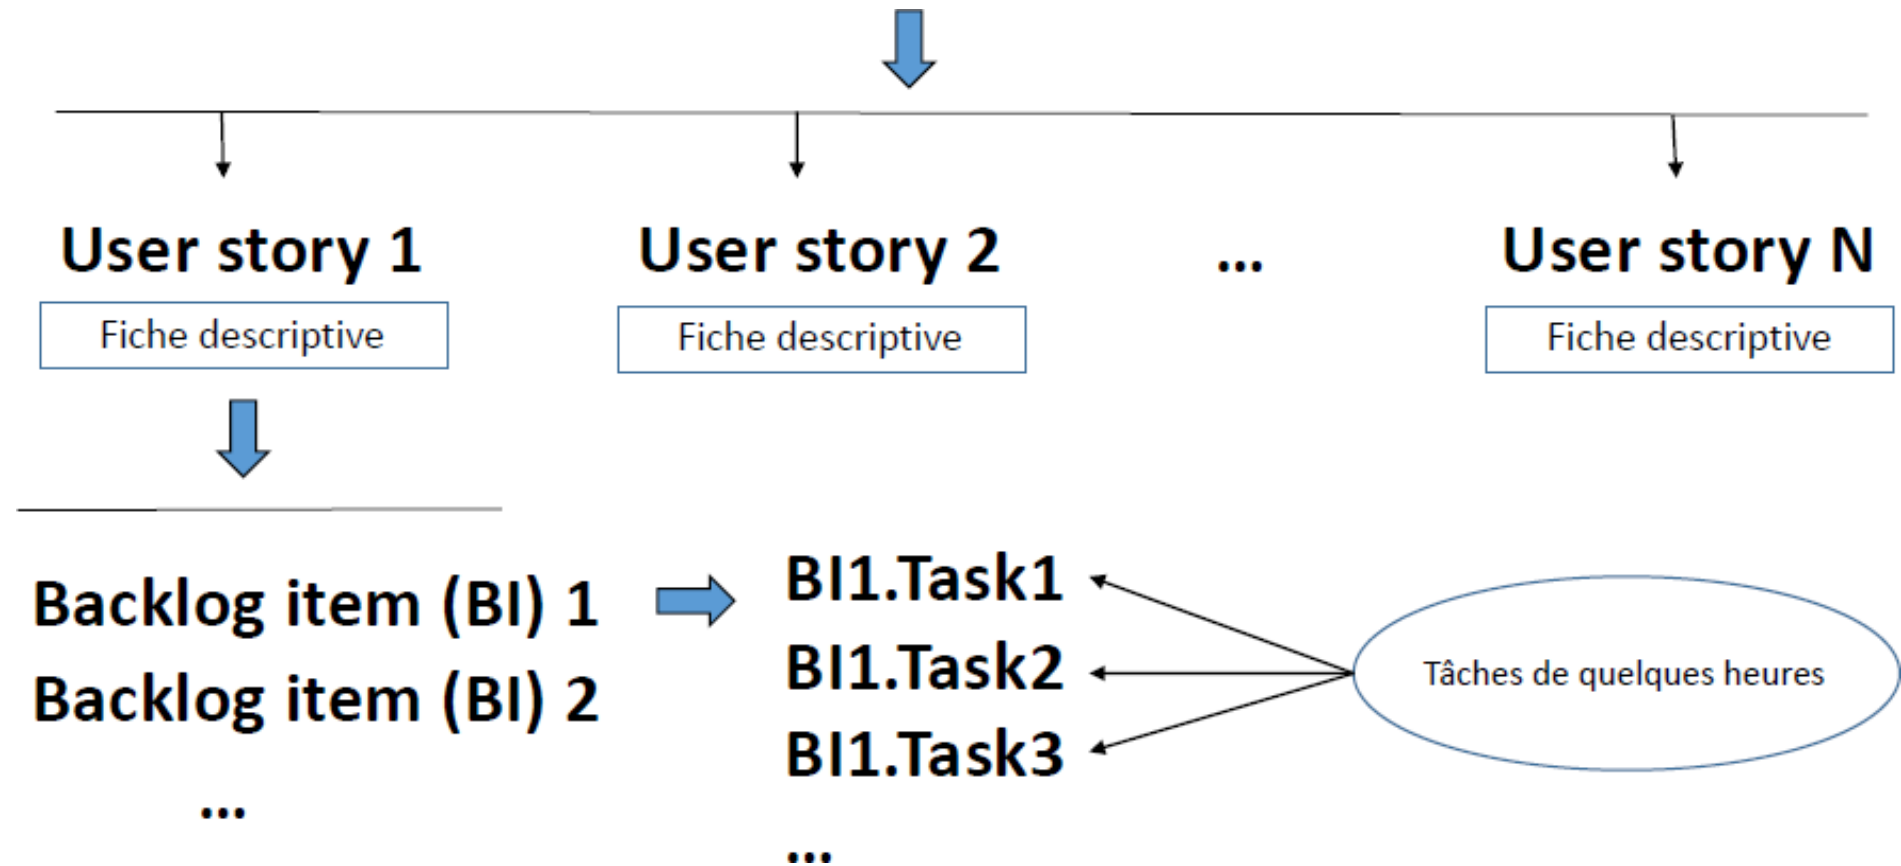 User story 1
User story 2
...
User story N
Fiche descriptive
Fiche descriptive
Fiche descriptive
Backlog item (BI) 1
Backlog item (BI) 2
...
BI1.Task1
BI1.Task2
BI1.Task3
...
Tâches de quelques heures